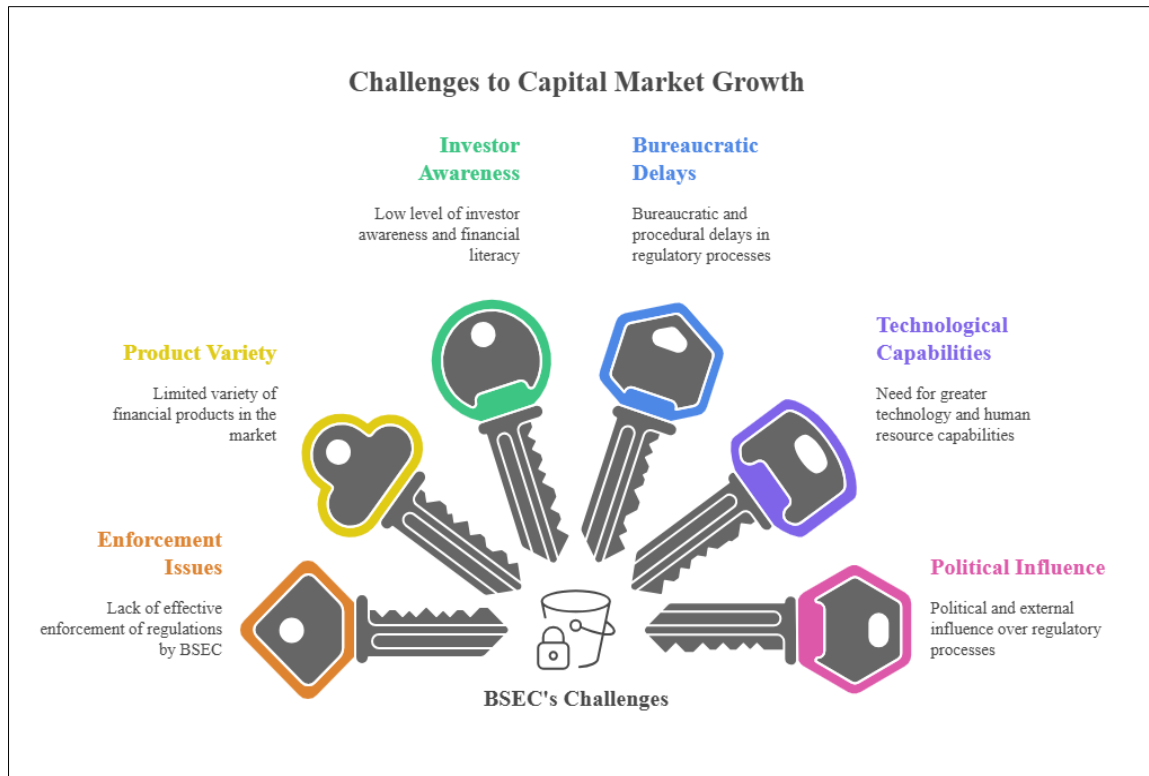 Challenges to Capital Market Growth
Investor
Awareness
Low level of investor
awareness and financial
literacy
Bureaucratic
Delays
Bureaucratic and
procedural delays in
regulatory processes
Product Variety
Limited variety of
financial products in the
market
Technological
Capabilities
Need for greater
technology and human
resource capabilities
Enforcement
Issues
Lack of effective
enforcement of regulations
by BSEC
Political Influence
Political and external
influence over regulatory
processes
BSEC's Challenges